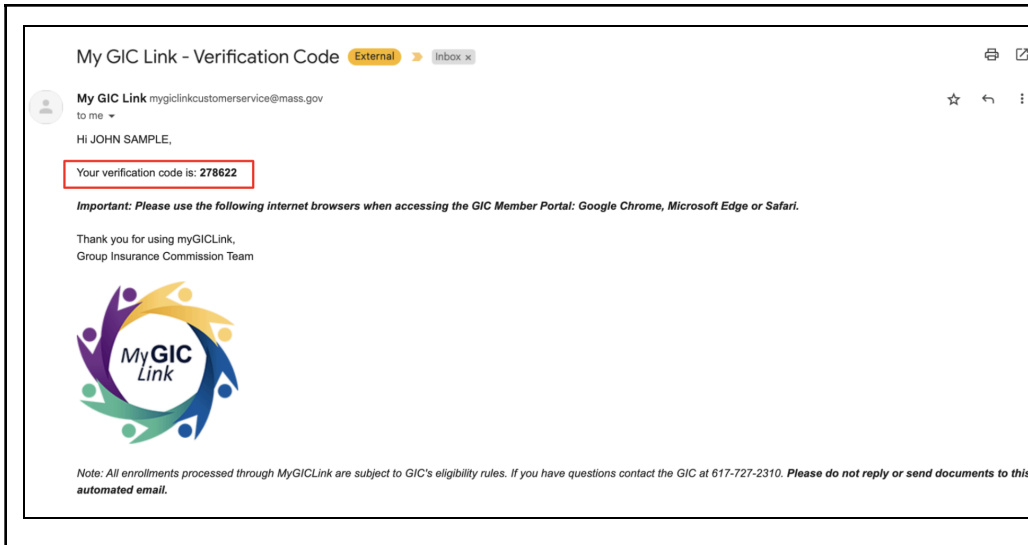 My GIC Link - Verification Code External Inbox x
My GIC Link mygiclinkcustomerservice@mass.gov
to me
Hi JOHN SAMPLE,
Your verification code is: 278622
Important: Please use the following internet browsers when accessing the GIC Member Portal: Google Chrome, Microsoft Edge or Safari.
Thank you for using myGICLink,
Group Insurance Commission Team
MyGIC
Link
Note: All enrollments processed through MyGICLink are subject to GIC's eligibility rules. If you have questions contact the GIC at 617-727-2310. Please do not reply or send documents to this
automated email.